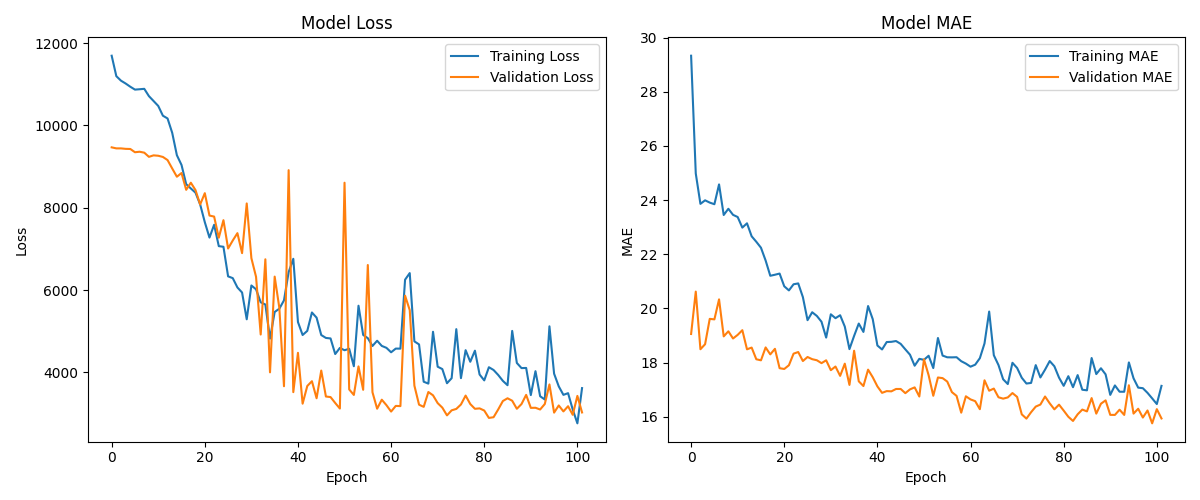 Model Loss
12000
10000
8000
6000
4000
0 20 40 60 80 100
Loss
Epoch
Training Loss
Validation Loss
Model MAE
30
28
26
24
22
20
18
16
0 20 40 60 80 100
MAE
Epoch
Training MAE
Validation MAE